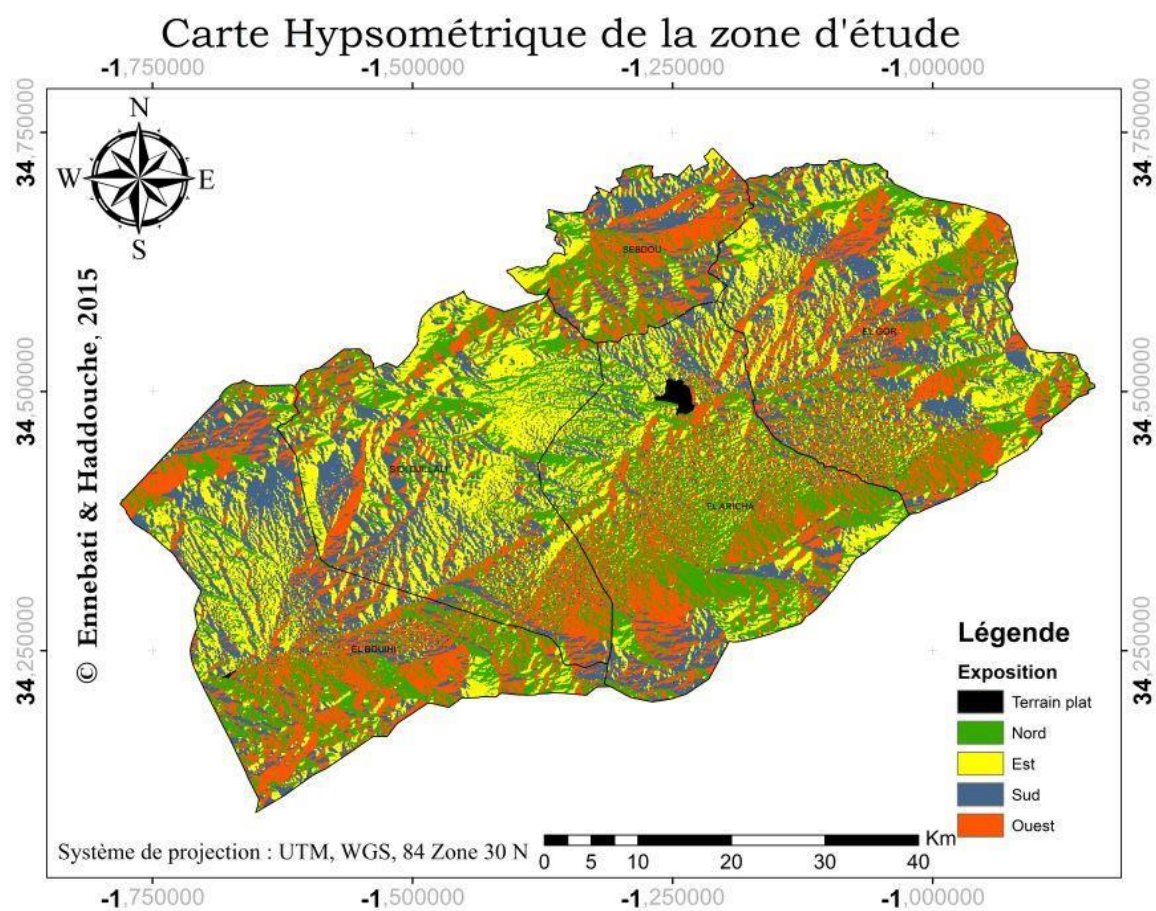 Carte Hypsométrique de la zone d'étude
-1,750000 -1,500000 -1,250000 -1,000000
34,750000
34,750000
N
W E
S
SEBDOU
© Ennebati & Haddouche, 2015
EL GOR
34,500000
34,500000
SIDI DJILLALI
EL ARICHA
EL BOUIHI
34,250000
34,250000
Légende
Exposition
Terrain plat
Nord
Est
Sud
Ouest
Système de projection : UTM, WGS, 84 Zone 30 N
Km
0 5 10 20 30 40
-1,750000 -1,500000 -1,250000 -1,000000